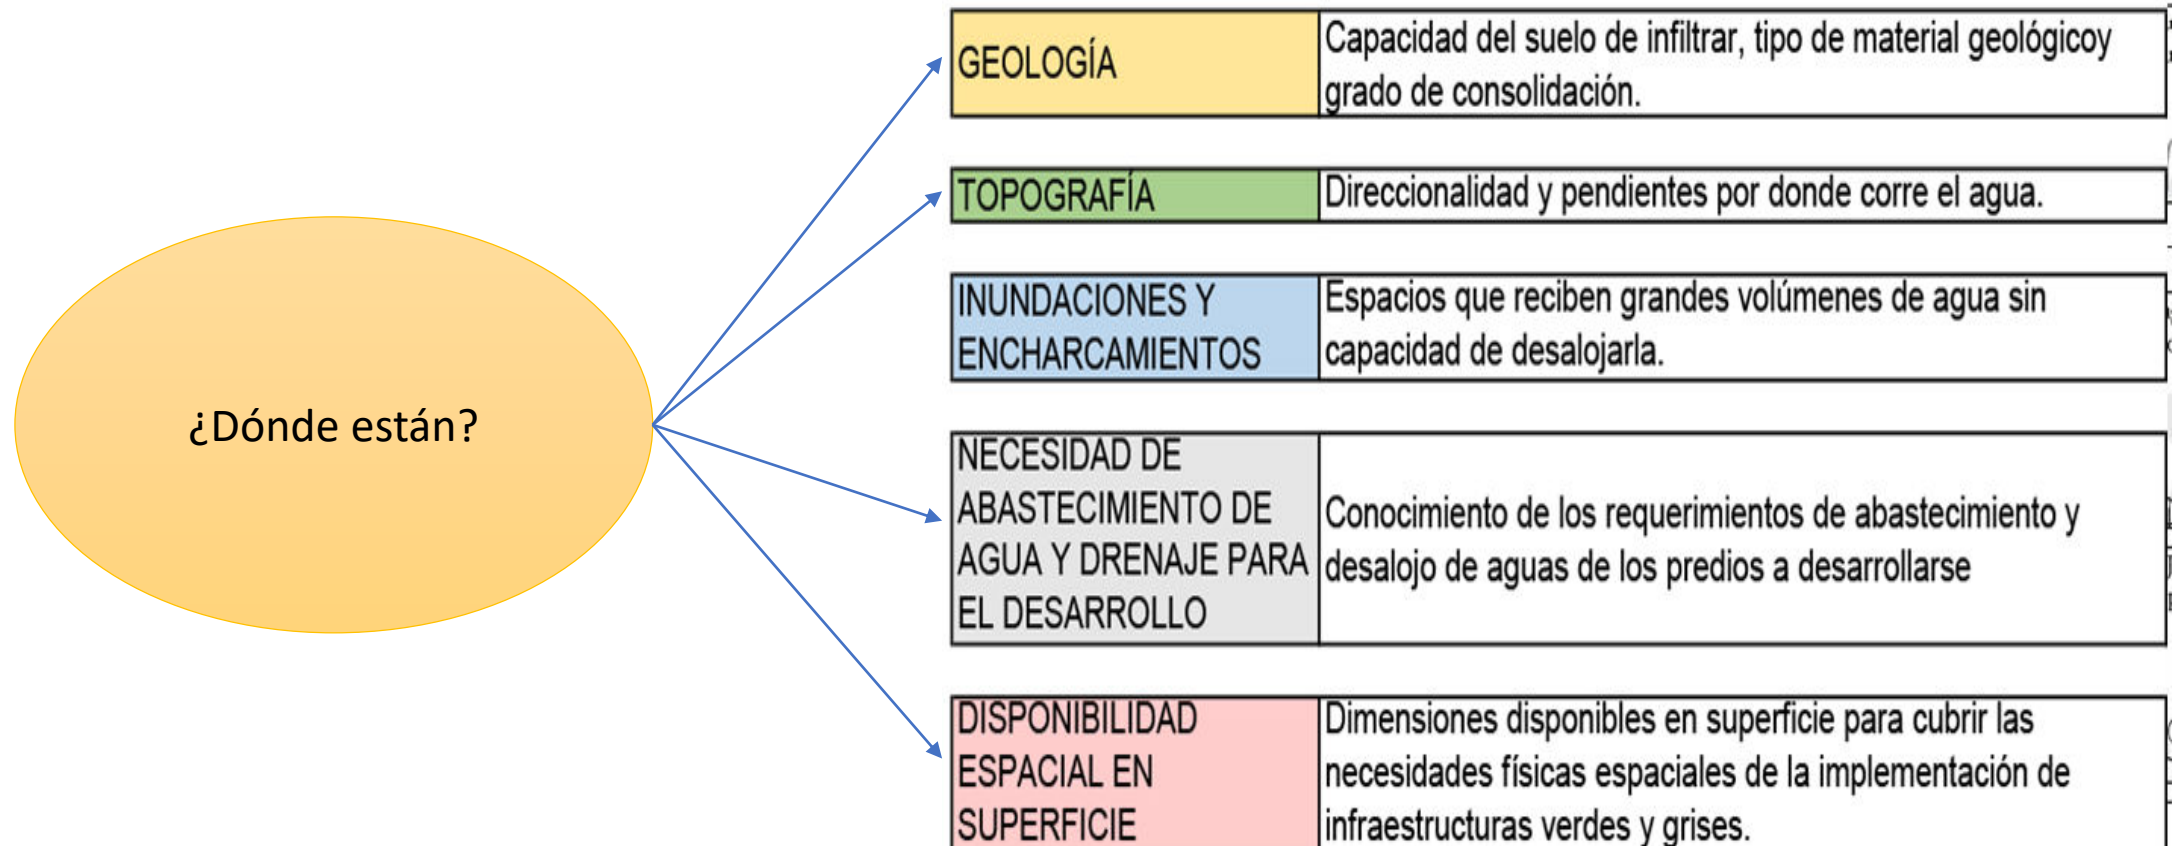 ¿Dónde están?
GEOLOGÍA
Capacidad del suelo de infiltrar, tipo de material geológicoy
grado de consolidación.
TOPOGRAFÍA
Direccionalidad y pendientes por donde corre el agua.
INUNDACIONES Y
ENCHARCAMIENTOS
Espacios que reciben grandes volúmenes de agua sin
capacidad de desalojarla.
NECESIDAD DE
ABASTECIMIENTO DE
AGUA Y DRENAJE PARA
EL DESARROLLO
Conocimiento de los requerimientos de abastecimiento y
desalojo de aguas de los predios a desarrollarse
DISPONIBILIDAD
ESPACIAL EN
SUPERFICIE
Dimensiones disponibles en superficie para cubrir las
necesidades físicas espaciales de la implementación de
infraestructuras verdes y grises.